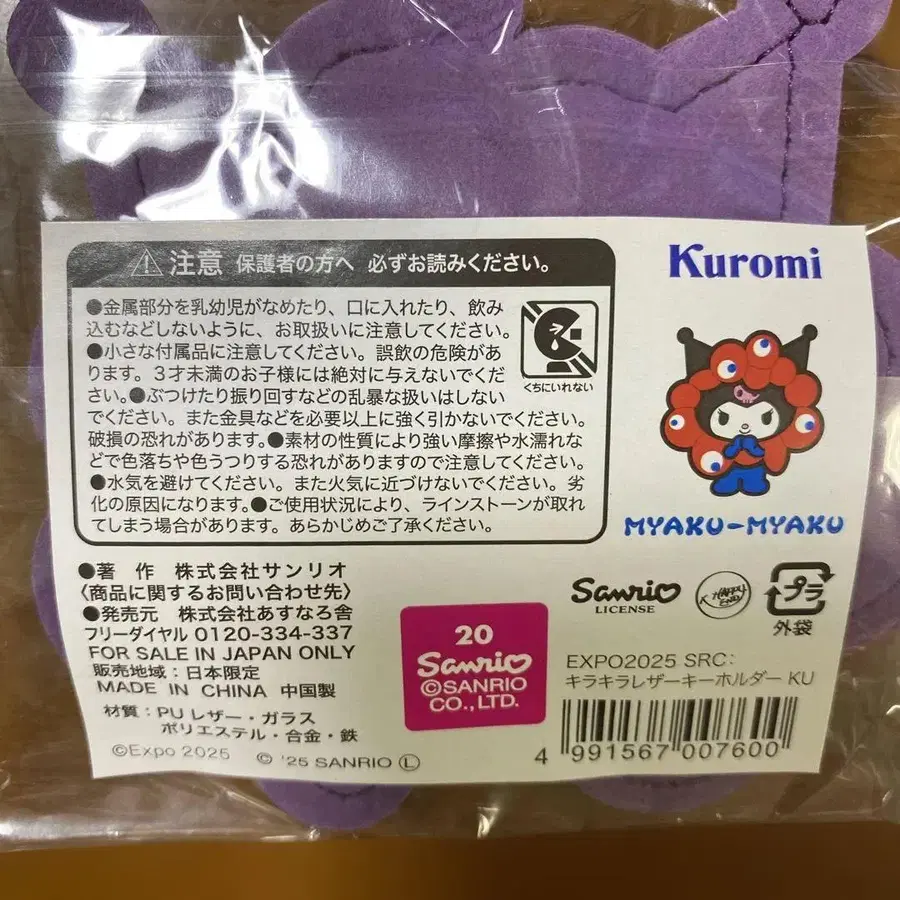 注意 保護者の方へ 必ずお読みください。
●金属部分を乳幼児がなめたり、口に入れたり、飲み
込むなどしないように、お取扱いに注意してください。
●小さな付属品に注意してください。誤飲の危険があり
ます。3才未満のお子様には絶対に与えないでくだ
さい。●ぶつけたり振り回すなどの乱暴な扱いはしない
でください。また金具などを必要以上に強く引かないでください。
破損の恐れがあります。●素材の性質により強い摩擦や水濡れな
どで色落ちや色うつりする恐れがありますので注意してください。
●水気を避けてください。また火気に近づけないでください。劣
化の原因になります。●ご使用状況により、ラインストーンが取れ
てしまう場合があります。あらかじめご了承ください。
くちにいれない
Kuromi
MYAKU-MYAKU
●著 作 株式会社サンリオ
〈商品に関するお問い合わせ先〉
●発売元 株式会社あすなろ舎
フリーダイヤル 0120-334-337
FOR SALE IN JAPAN ONLY
販売地域：日本限定
MADE IN CHINA 中国製
材質：PU レザー・ガラス
ポリエステル・合金・鉄
©Expo 2025 © '25 SANRIO Ⓛ
20
Sanrio
©SANRIO
CO.,LTD.
Sanrio
LICENSE
HAPPY
END
プラ
外袋
EXPO2025 SRC:
キラキラレザーキーホルダー KU
4 991567 007600